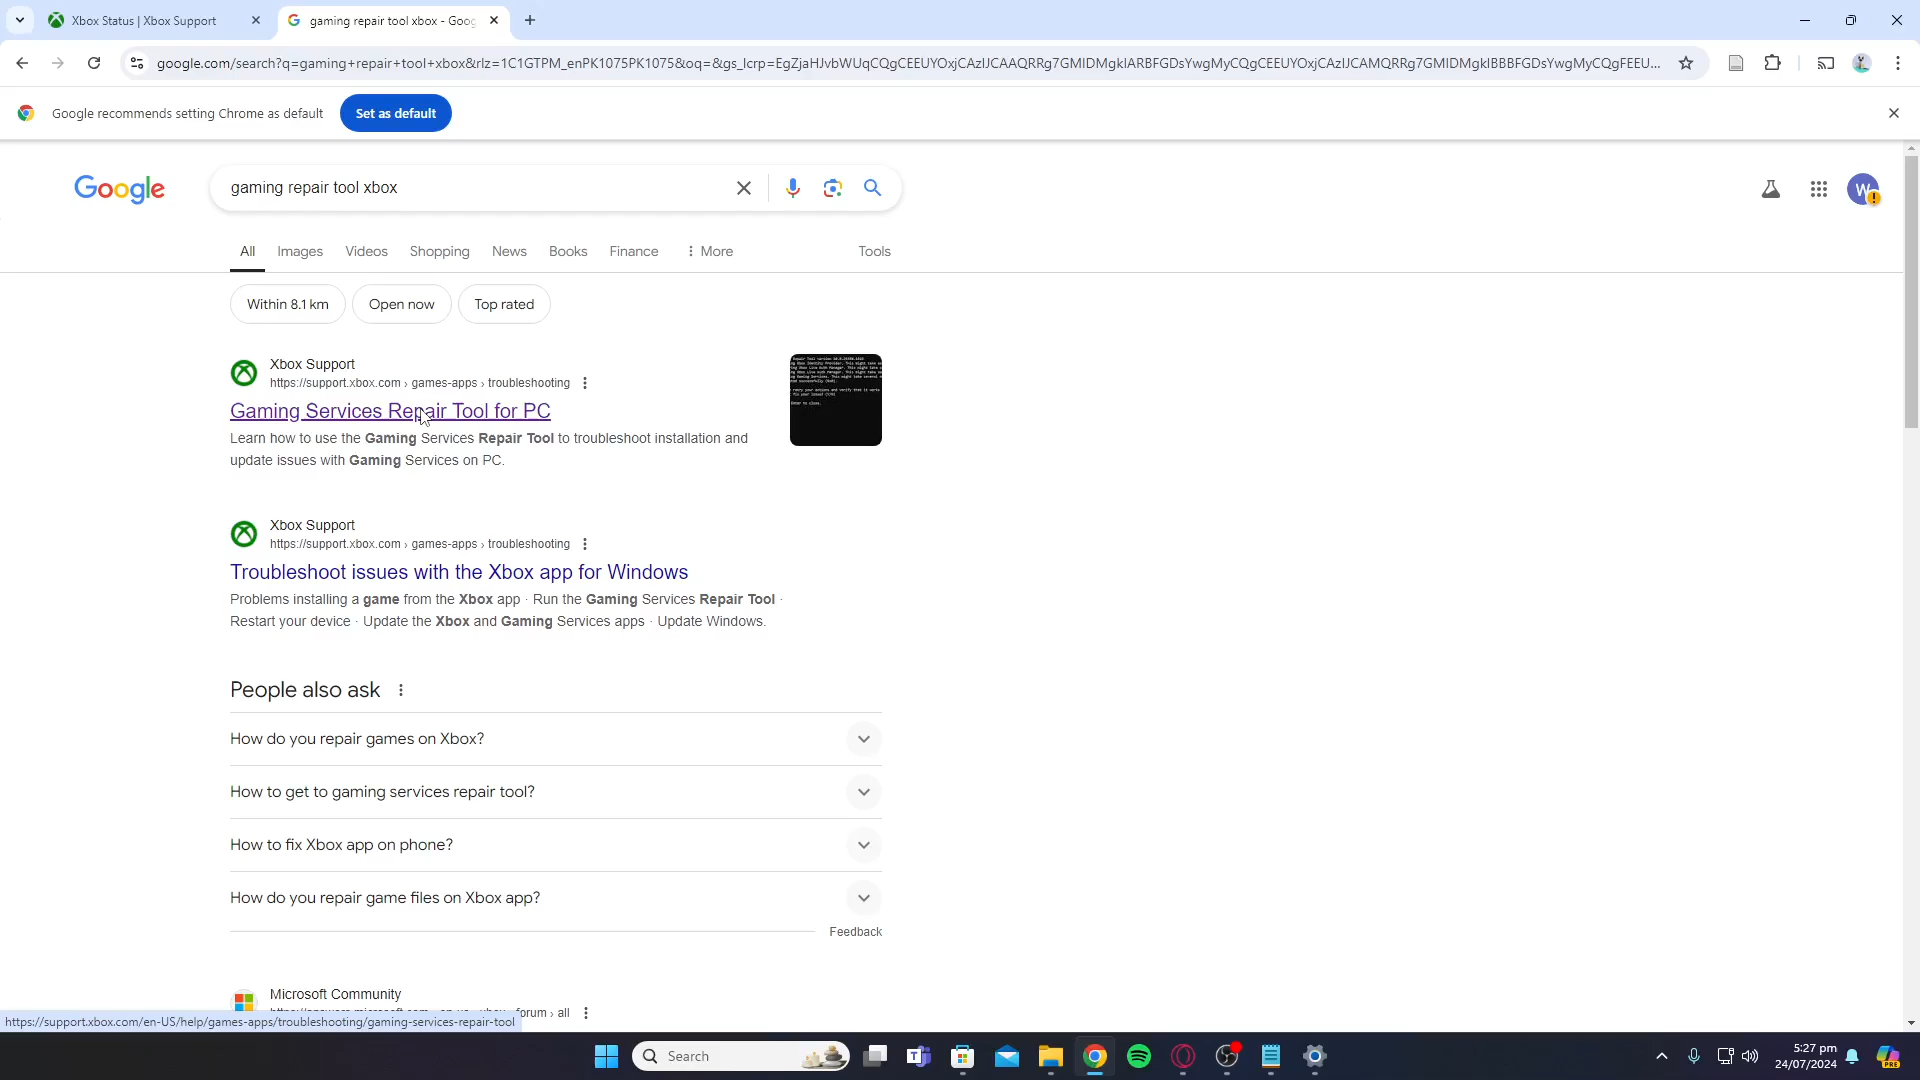 Xbox Status | Xbox Support
gaming repair tool xbox - Goog
google.com/search?q=gaming+repair+tool+xbox&rlz=1C1GTPM_enPK1075PK1075&oq=&gs_lcrp=EgZjaHJvbWUqCQgCEEUYOxjCAzIJCAAQRRg7GMIDMgkIARBFGDsYwgMyCQgCEEUYOxjCAzIJCAMQRRg7GMIDMgkIBBBFGDsYwgMyCQgFEEU...
Google recommends setting Chrome as default
Set as default
Google
gaming repair tool xbox
W
All Images Videos Shopping News Books Finance More Tools
Within 8.1 km Open now Top rated
Xbox Support
https://support.xbox.com › games-apps › troubleshooting
Gaming Services Repair Tool for PC
Learn how to use the Gaming Services Repair Tool to troubleshoot installation and
update issues with Gaming Services on PC.
Xbox Support
https://support.xbox.com › games-apps › troubleshooting
Troubleshoot issues with the Xbox app for Windows
Problems installing a game from the Xbox app · Run the Gaming Services Repair Tool ·
Restart your device · Update the Xbox and Gaming Services apps · Update Windows.
People also ask
How do you repair games on Xbox?
How to get to gaming services repair tool?
How to fix Xbox app on phone?
How do you repair game files on Xbox app?
Feedback
Microsoft Community
forum › all
https://support.xbox.com/en-US/help/games-apps/troubleshooting/gaming-services-repair-tool
Search
5:27 pm
24/07/2024
PRE